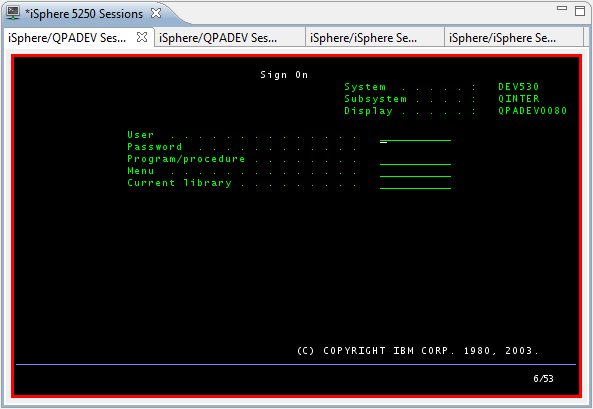 *iSphere 5250 Sessions
iSphere/QPADEV Ses... iSphere/QPADEV Ses... iSphere/iSphere Se... iSphere/iSphere Se...
Sign On
System . . . . . : DEV530
Subsystem . . . . : QINTER
Display . . . . . : QPADEV0080
User . . . . . . . . . . . . . .
Password . . . . . . . . . . . .
Program/procedure . . . . . . . .
Menu . . . . . . . . . . . . . .
Current library . . . . . . . . .
(C) COPYRIGHT IBM CORP. 1980, 2003.
6/53